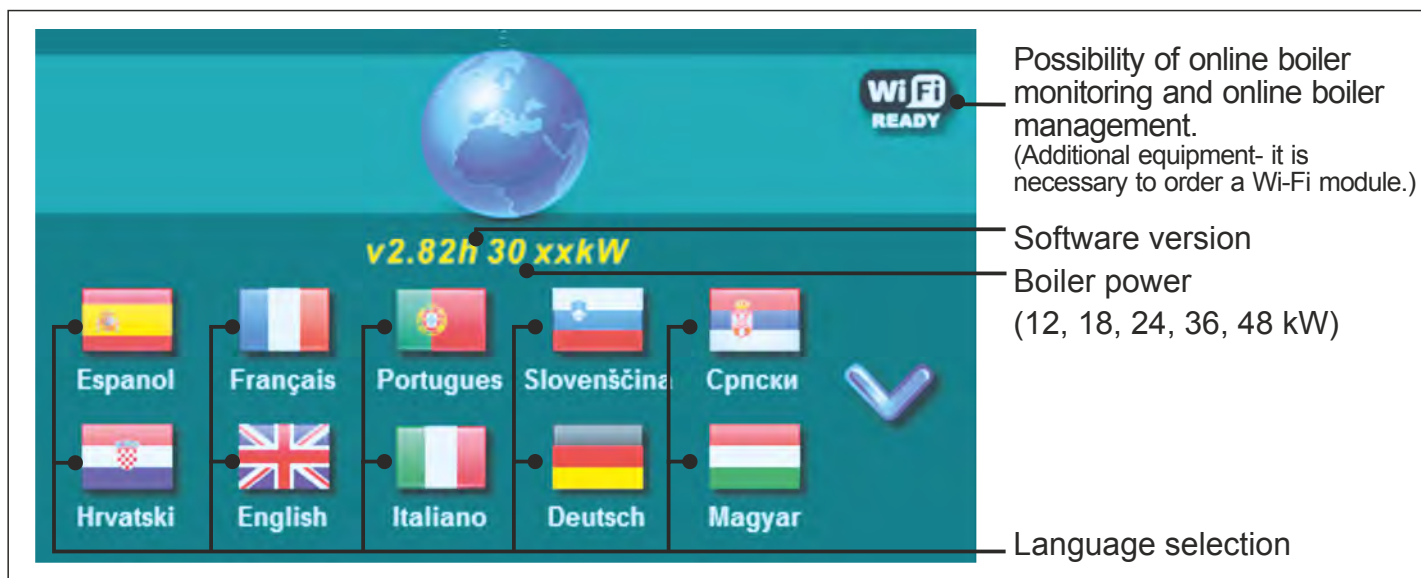 WiFi
READY
Possibility of online boiler
monitoring and online boiler
management.
(Additional equipment- it is
necessary to order a Wi-Fi module.)
v2.82h 30 xxkW
Software version
Boiler power
(12, 18, 24, 36, 48 kW)
Espanol Français Portugues Slovenščina Српски
Hrvatski English Italiano Deutsch Magyar
Language selection